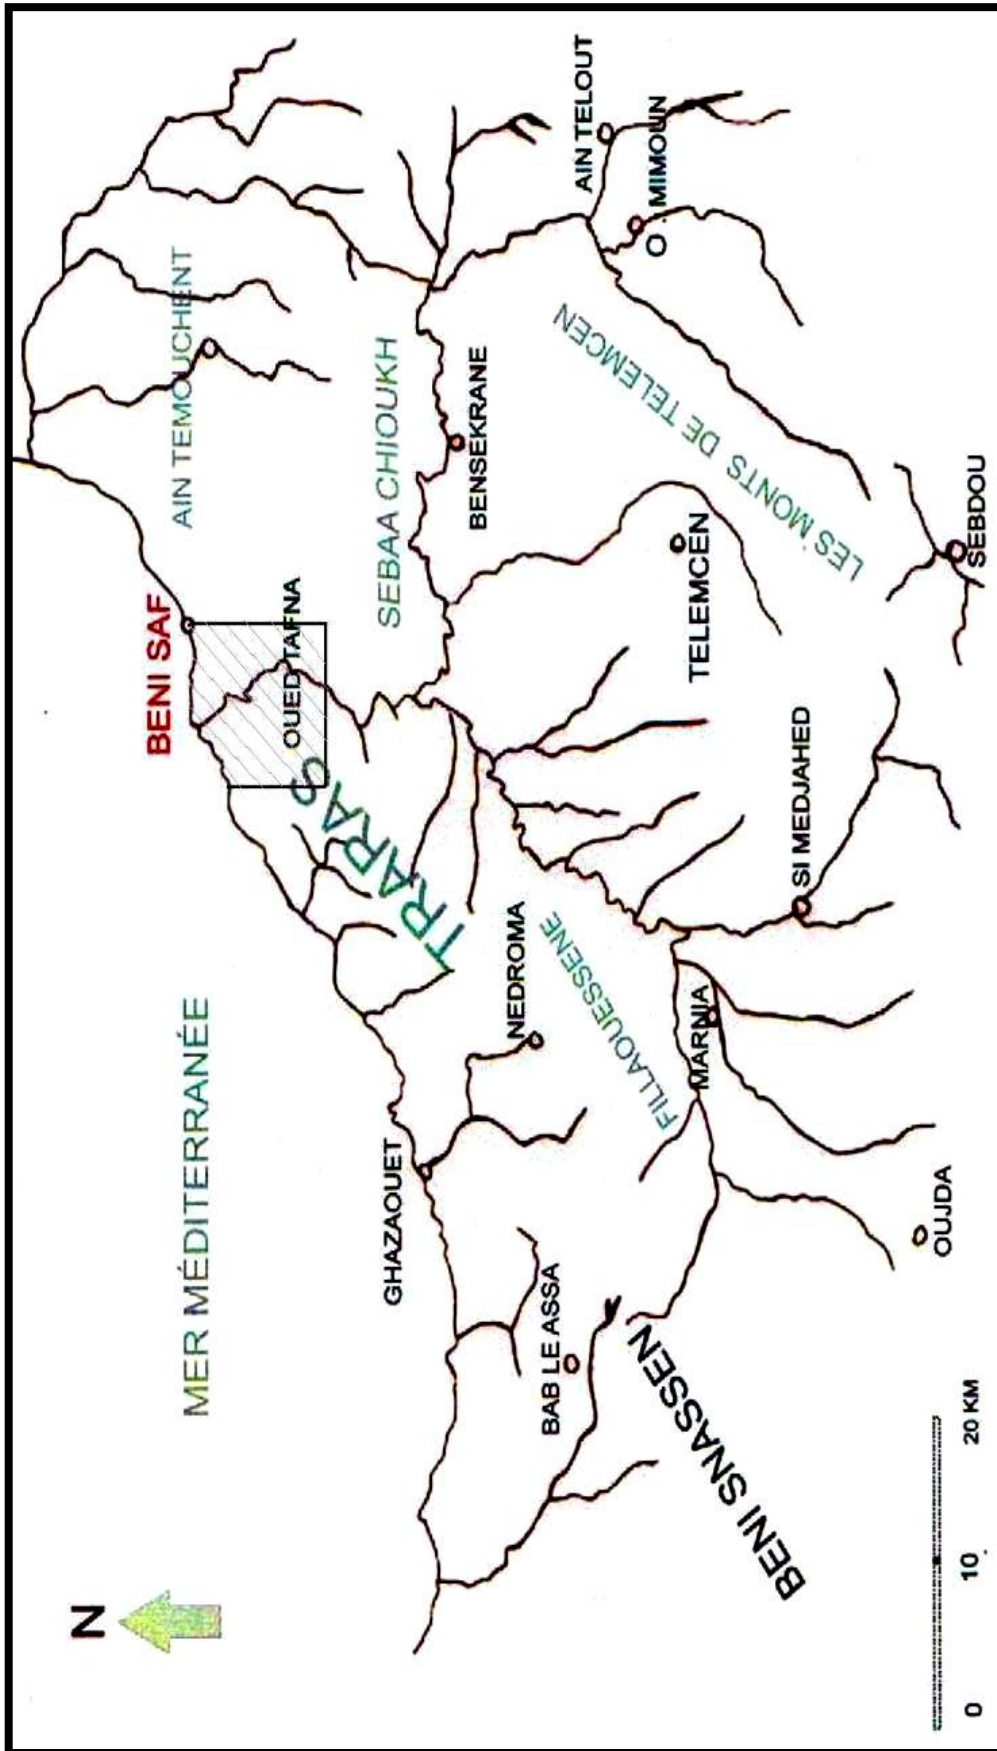 N
MER MÉDITERRANÉE
BENI SAF
AIN TEMOUCHENT
OUED TAFNA
TRARAS
SEBAA CHIOUKH
GHAZAOUET
NEDROMA
BENSEKRANE
AIN TELOUT
O . MIMOUN
BAB LE ASSA
FILLAOUESSENE
LES MONTS DE TELEMCEN
TELEMCEN
MARNIA
SI MEDJAHED
BENI SNASSEN
OUJDA
SEBDOU
0 10 20 KM